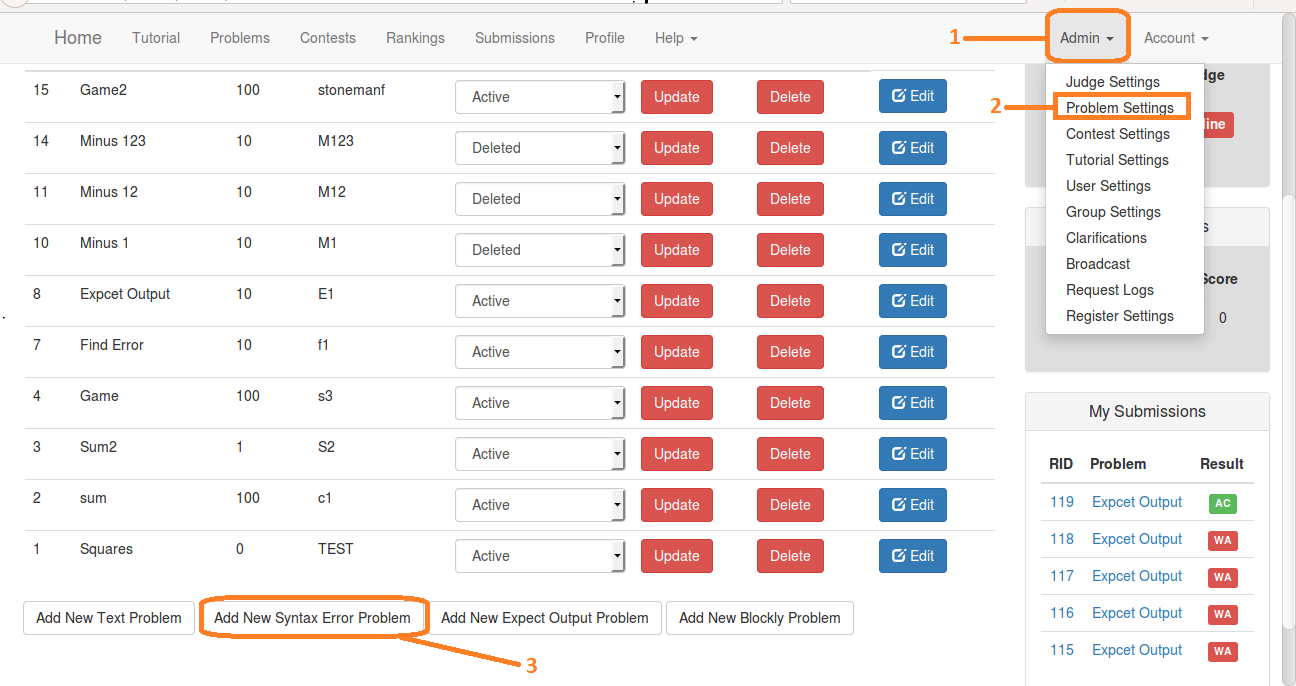 Home Tutorial Problems Contests Rankings Submissions Profile Help 1 Admin Account
15 Game2 100 stonemanf Active Update Delete Edit
14 Minus 123 10 M123 Deleted Update Delete Edit
11 Minus 12 10 M12 Deleted Update Delete Edit
10 Minus 1 10 M1 Deleted Update Delete Edit
8 Expcet Output 10 E1 Active Update Delete Edit
7 Find Error 10 f1 Active Update Delete Edit
4 Game 100 s3 Active Update Delete Edit
3 Sum2 1 S2 Active Update Delete Edit
2 sum 100 c1 Active Update Delete Edit
1 Squares 0 TEST Active Update Delete Edit
Add New Text Problem Add New Syntax Error Problem Add New Expect Output Problem Add New Blockly Problem
3
Judge Settings
2 Problem Settings
Contest Settings
Tutorial Settings
User Settings
Group Settings
Clarifications
Broadcast
Request Logs
Register Settings
dge
line
s
Score
0
My Submissions
RID Problem Result
119 Expcet Output AC
118 Expcet Output WA
117 Expcet Output WA
116 Expcet Output WA
115 Expcet Output WA